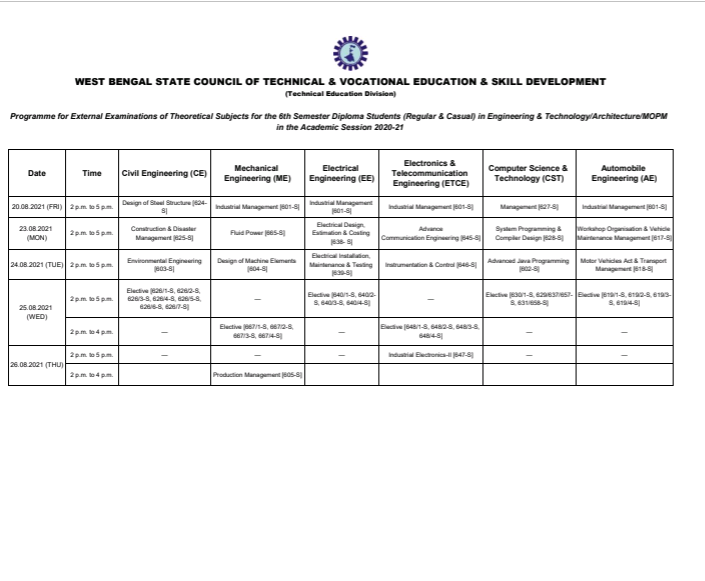 WEST BENGAL STATE COUNCIL OF TECHNICAL & VOCATIONAL EDUCATION & SKILL DEVELOPMENT
(Technical Education Division)
Programme for External Examinations of Theoretical Subjects for the 6th Semester Diploma Students (Regular & Casual) in Engineering & Technology/Architecture/MOPM
in the Academic Session 2020-21
Date
Time
Civil Engineering (CE)
Mechanical
Engineering (ME)
Electrical
Engineering (EE)
Electronics &
Telecommunication
Engineering (ETCE)
Computer Science &
Technology (CST)
Automobile
Engineering (AE)
20.08.2021 (FRI)
2 p.m. to 5 p.m.
Design of Steel Structure [624-
S]
Industrial Management [601-S]
Industrial Management
[601-S]
Industrial Management [601-S]
Management [627-S]
Industrial Management [601-S]
23.08.2021
(MON)
2 p.m. to 5 p.m.
Construction & Disaster
Management [625-S]
Fluid Power [665-S]
Electrical Design,
Estimation & Costing
[638- S]
Advance
Communication Engineering [645-S]
System Programming &
Compiler Design [628-S]
Workshop Organisation & Vehicle
Maintenance Management [617-S]
24.08.2021 (TUE)
2 p.m. to 5 p.m.
Environmental Engineering
[603-S]
Design of Machine Elements
[604-S]
Electrical Installation,
Maintenance & Testing
[639-S]
Instrumentation & Control [646-S]
Advanced Java Programming
[602-S]
Motor Vehicles Act & Transport
Management [618-S]
25.08.2021
(WED)
2 p.m. to 5 p.m.
Elective [626/1-S, 626/2-S,
626/3-S, 626/4-S, 626/5-S,
626/6-S, 626/7-S]
—
Elective [640/1-S, 640/2-
S, 640/3-S, 640/4-S]
—
Elective [630/1-S, 629/637/657-
S, 631/658-S]
Elective [619/1-S, 619/2-S, 619/3-
S, 619/4-S]
2 p.m. to 4 p.m.
—
Elective [667/1-S, 667/2-S,
667/3-S, 667/4-S]
—
Elective [648/1-S, 648/2-S, 648/3-S,
648/4-S]
—
—
26.08.2021 (THU)
2 p.m. to 5 p.m.
—
—
—
Industrial Electronics-II [647-S]
—
—
2 p.m. to 4 p.m.
Production Management [605-S]